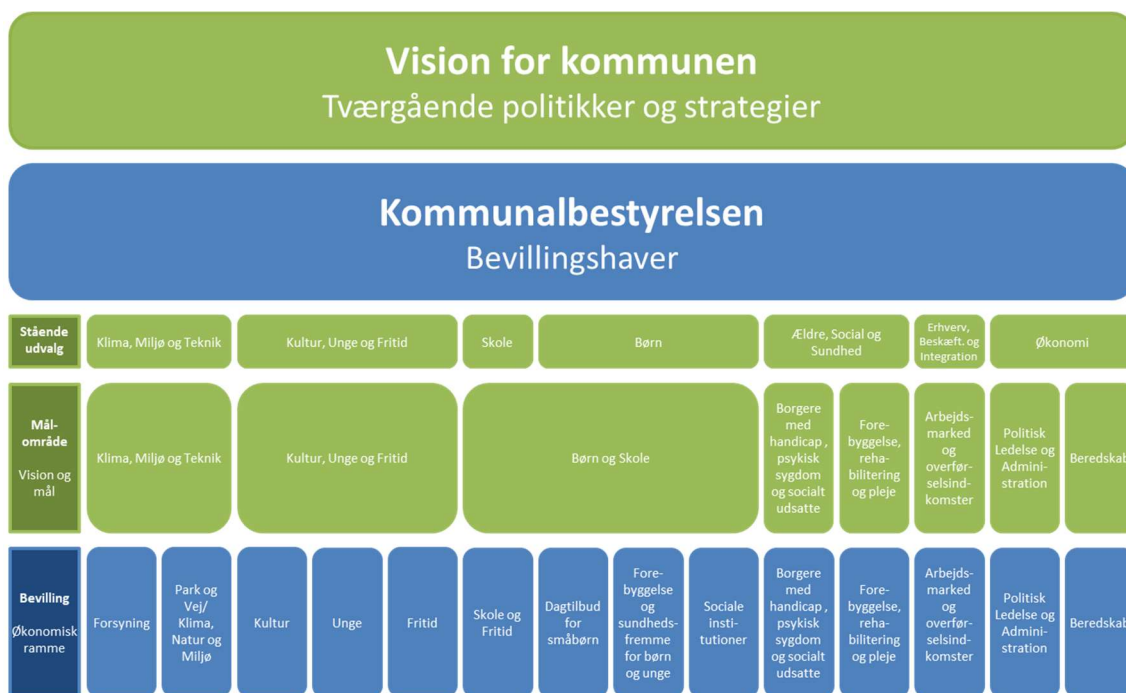 Vision for kommunen
Tværgående politikker og strategier
Kommunalbestyrelsen
Bevillingshaver
Stående
udvalg
Klima, Miljø og Teknik
Kultur, Unge og Fritid
Skole
Børn
Ældre, Social og
Sundhed
Erhverv,
Beskæft. og
Integration
Økonomi
Mål-
område
Vision og
mål
Klima, Miljø og Teknik
Kultur, Unge og Fritid
Børn og Skole
Borgere
med
handicap ,
psykisk
sygdom
og socialt
udsatte
Fore-
byggelse,
reha-
bilitering
og pleje
Arbejds-
marked
og
overfør-
selsind-
komster
Politisk
Ledelse og
Admini-
stration
Beredskab
Bevilling
Økonomisk
ramme
Forsyning
Park og
Vej/
Klima,
Natur og
Miljø
Kultur
Unge
Fritid
Skole og
Fritid
Dagtilbud
for
småbørn
Fore-
byggelse
og
sundheds-
fremme
for børn
og unge
Sociale
insti-
tutioner
Borgere
med
handicap ,
psykisk
sygdom
og socialt
udsatte
Fore-
byggelse,
reha-
bilitering
og pleje
Arbejds-
marked
og
overfør-
selsind-
komster
Politisk
Ledelse og
Admini-
stration
Beredskab